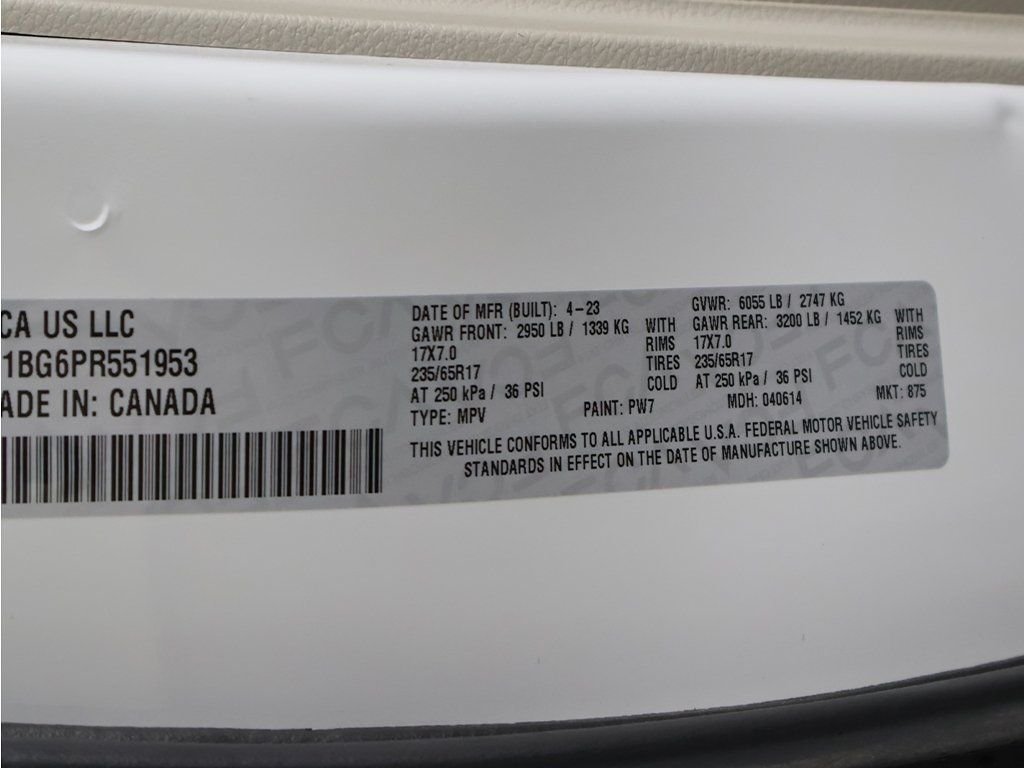 CA US LLC
1BG6PR551953
ADE IN: CANADA
DATE OF MFR (BUILT): 4-23
GAWR FRONT: 2950 LB / 1339 KG WITH
17X7.0 RIMS
235/65R17 TIRES
AT 250 kPa / 36 PSI COLD
TYPE: MPV PAINT: PW7
GVWR: 6055 LB / 2747 KG
GAWR REAR: 3200 LB / 1452 KG WITH
17X7.0 RIMS
235/65R17 TIRES
AT 250 kPa / 36 PSI COLD
MDH: 040614 MKT: 875
THIS VEHICLE CONFORMS TO ALL APPLICABLE U.S.A. FEDERAL MOTOR VEHICLE SAFETY
STANDARDS IN EFFECT ON THE DATE OF MANUFACTURE SHOWN ABOVE.